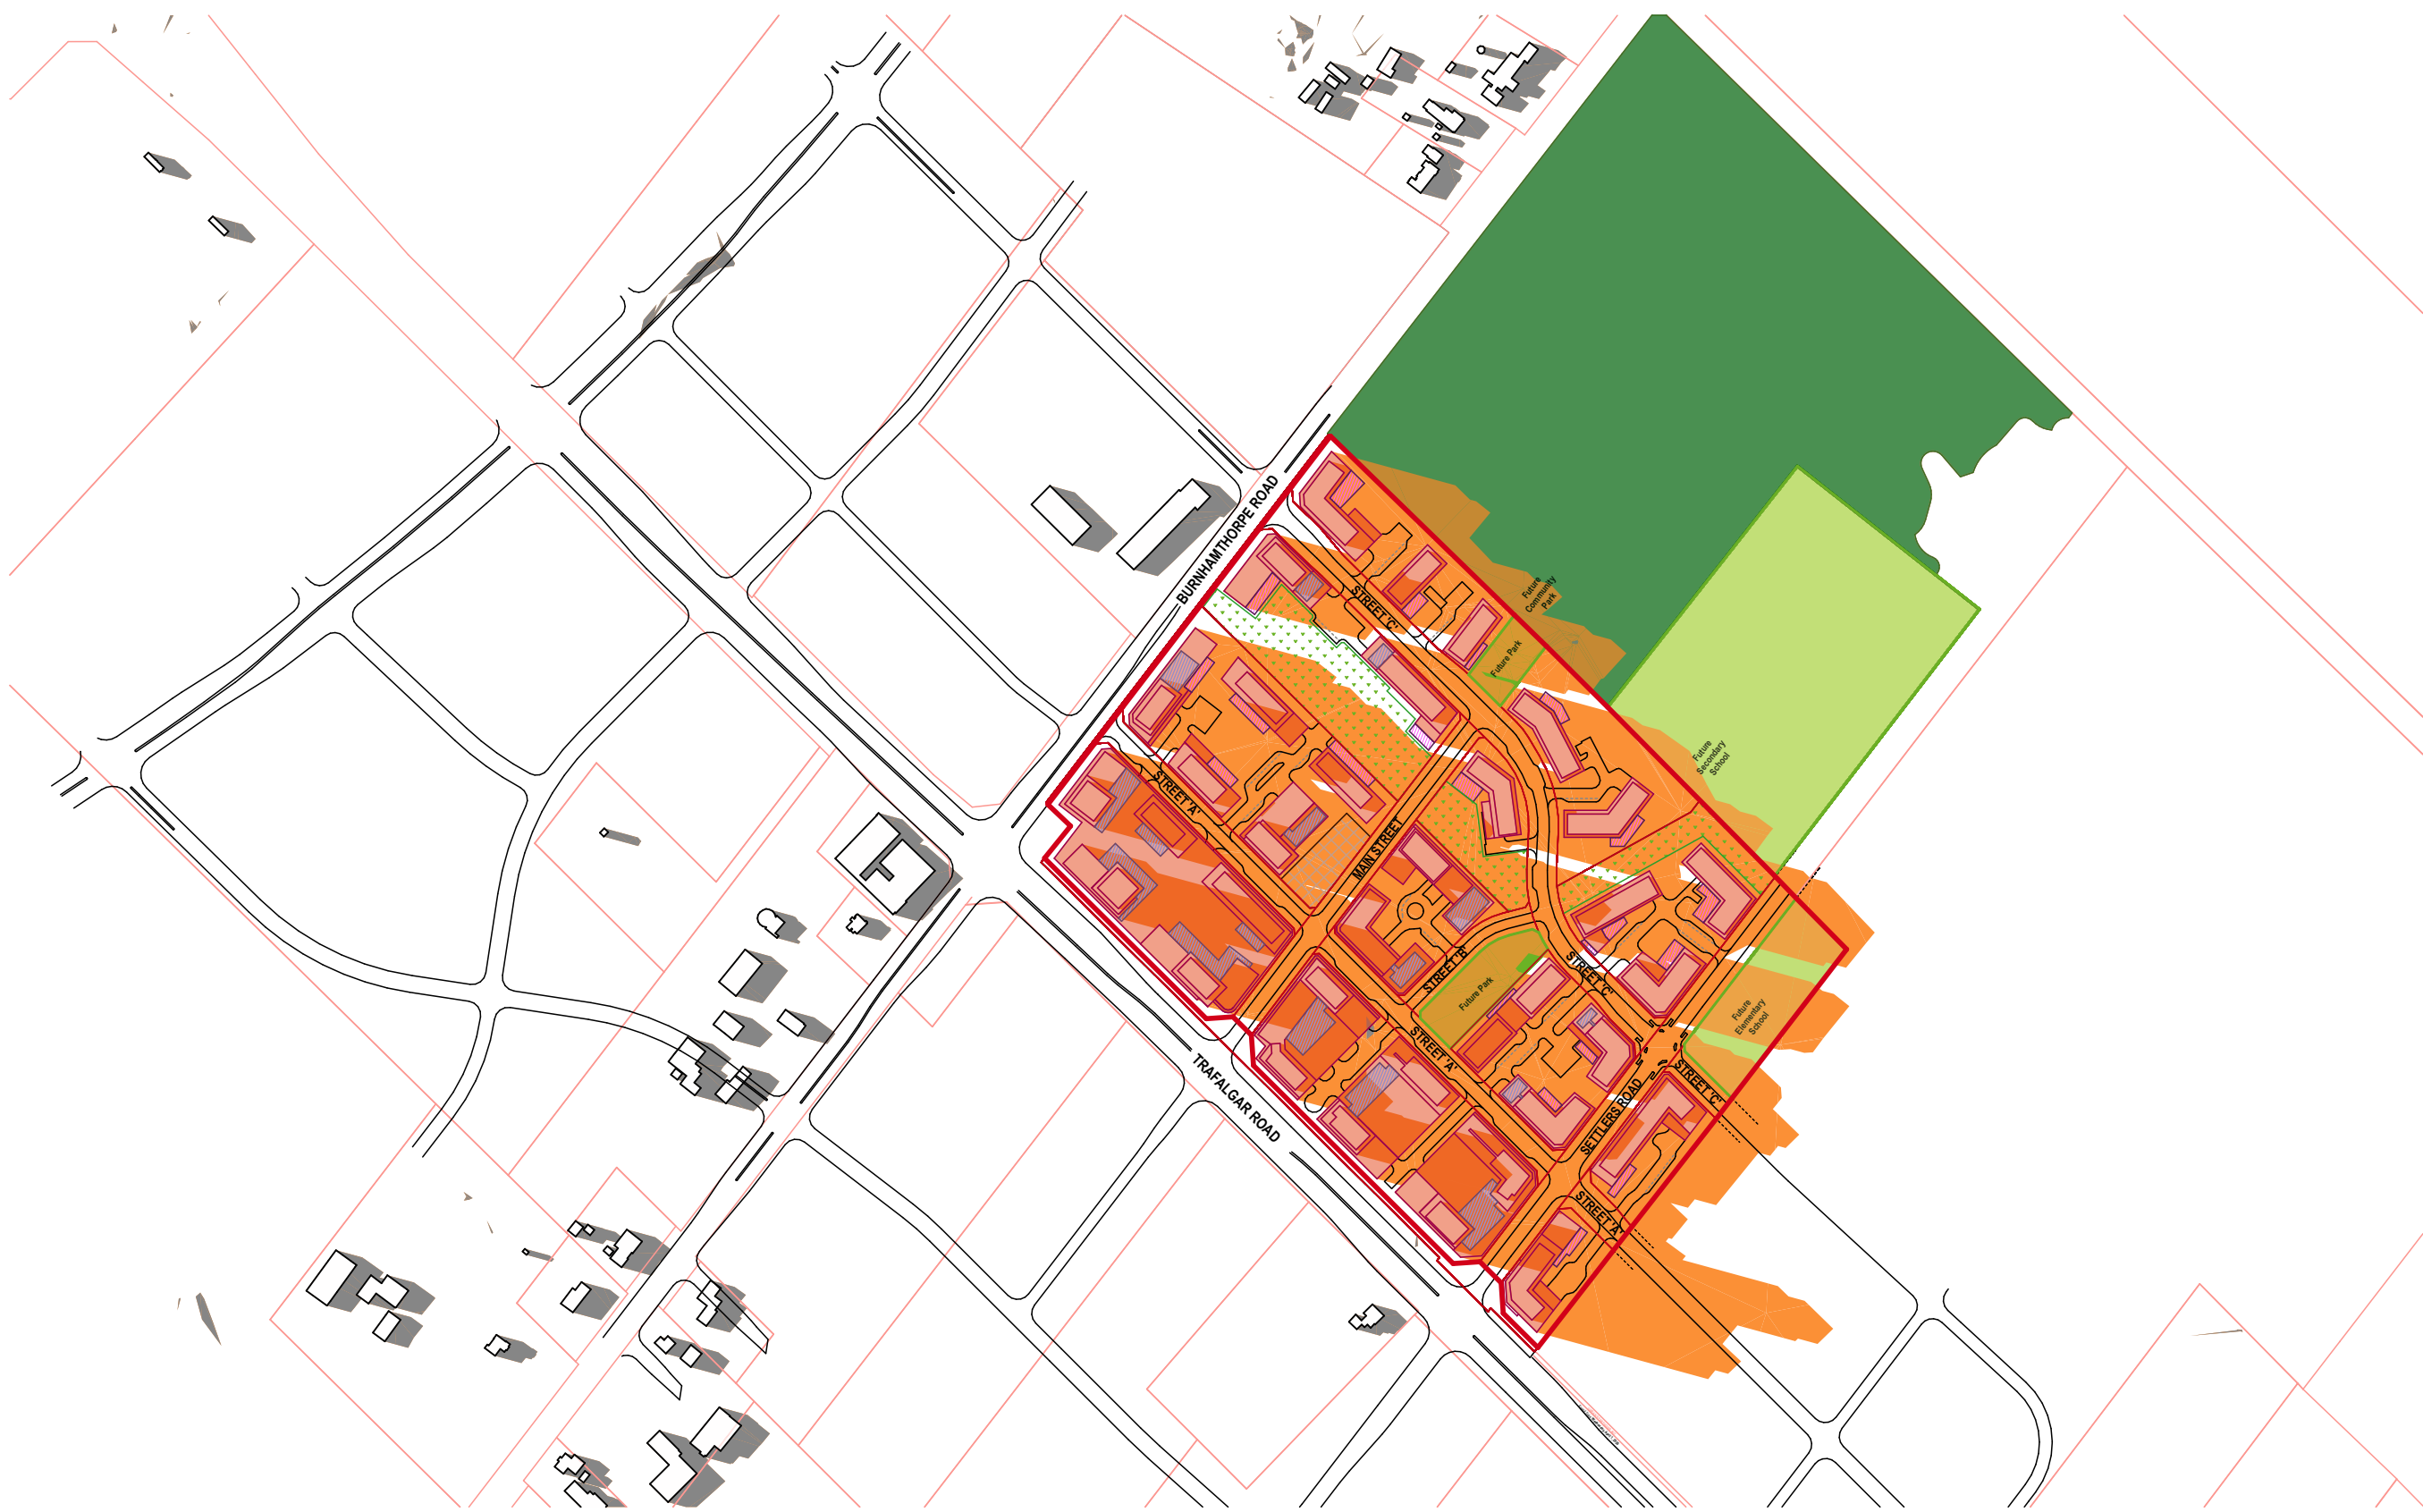 BURNHAMTHORPE ROAD
STREET 'C'
Future
Community
Park
Future Park
Future
Secondary
School
STREET 'A'
MAIN STREET
STREET 'B'
Future Park
STREET 'C'
Future
Elementary
School
STREET 'A'
STREET 'C'
TRAFALGAR ROAD
SETTLERS ROAD
STREET 'A'